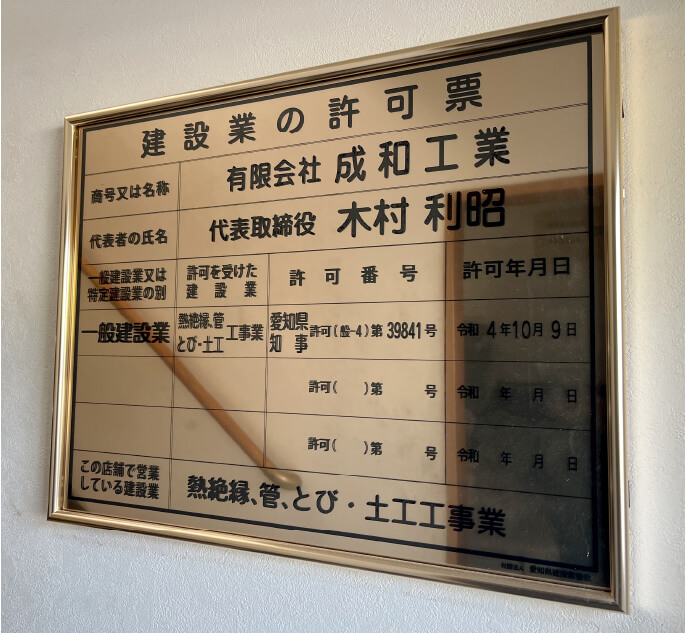 建設業の許可票
商号又は名称 有限会社 成和工業
代表者の氏名 代表取締役 木村利昭
一般建設業又は
特定建設業の別
許可を受けた
建設業
許可番号
許可年月日
一般建設業
熱絶縁、管
とび・土工
工事業
愛知県
知事
許可(般-4)第39841号
令和4年10月9日
許可( )第 号 令和 年 月 日
許可( )第 号 令和 年 月 日
この店舗で営業
している建設業
熱絶縁、管、とび・土工工事業